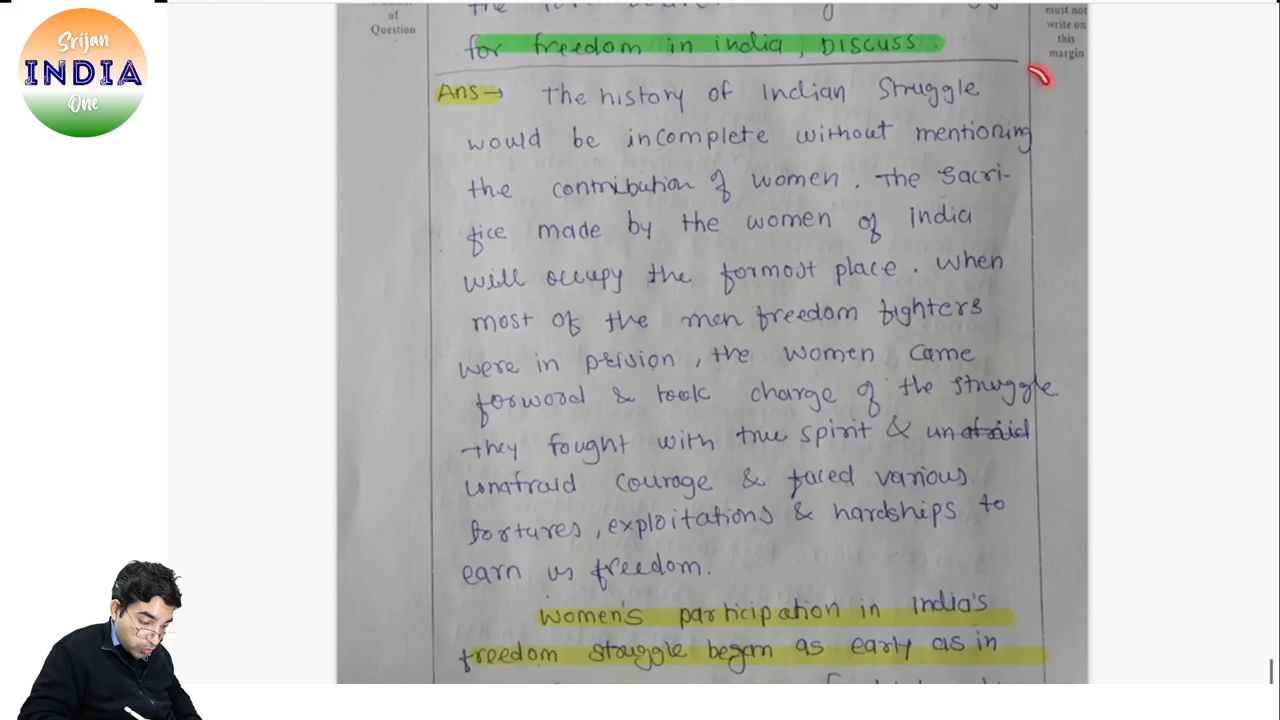 Srijan
INDIA
One
of
Question
must not
write on
this
margin
for freedom in india, DISCUSS.
Ans → The history of Indian Struggle
would be incomplete without mentioning
the contribution of women. The Sacri-
fice made by the women of India
will occupy the formost place. When
most of the men freedom fighters
were in prision, the women came
forword & took charge of the struggle
They fought with true spirit & unafraid
unafraid courage & faced various
tortures, exploitations & hardships to
earn us freedom.
Women's participation in India's
freedom struggle began as early as in